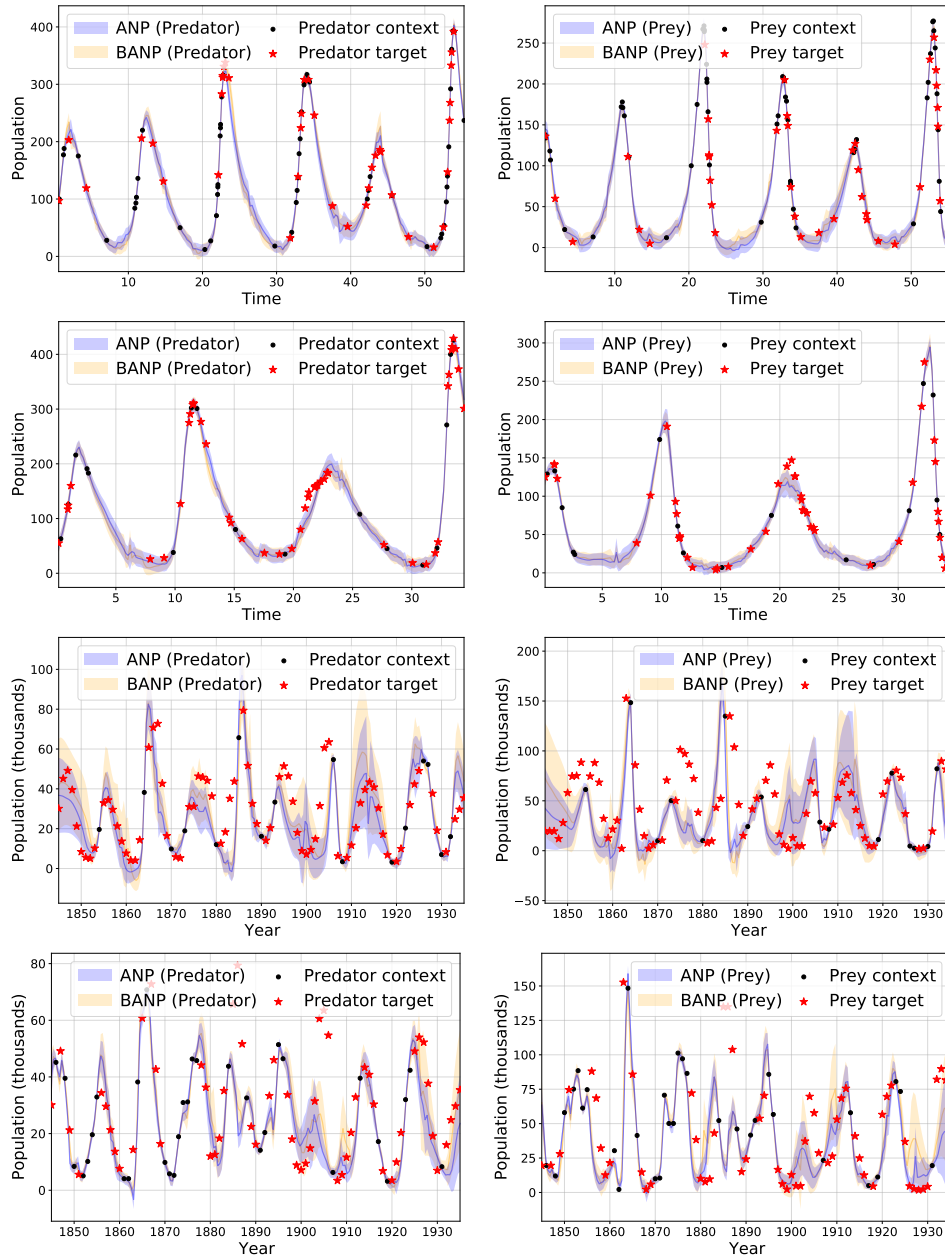 ANP (Predator) Predator context
BANP (Predator) Predator target
Population
400
300
200
100
0
10 20 30 40 50
Time
ANP (Prey) Prey context
BANP (Prey) Prey target
Population
250
200
150
100
50
0
10 20 30 40 50
Time
ANP (Predator) Predator context
BANP (Predator) Predator target
Population
400
300
200
100
0
5 10 15 20 25 30
Time
ANP (Prey) Prey context
BANP (Prey) Prey target
Population
300
250
200
150
100
50
0
5 10 15 20 25 30
Time
ANP (Predator) Predator context
BANP (Predator) Predator target
Population (thousands)
100
80
60
40
20
0
1850 1860 1870 1880 1890 1900 1910 1920 1930
Year
ANP (Prey) Prey context
BANP (Prey) Prey target
Population (thousands)
200
150
100
50
0
−50
1850 1860 1870 1880 1890 1900 1910 1920 1930
Year
ANP (Predator) Predator context
BANP (Predator) Predator target
Population (thousands)
80
60
40
20
0
1850 1860 1870 1880 1890 1900 1910 1920 1930
Year
ANP (Prey) Prey context
BANP (Prey) Prey target
Population (thousands)
150
125
100
75
50
25
0
1850 1860 1870 1880 1890 1900 1910 1920 1930
Year